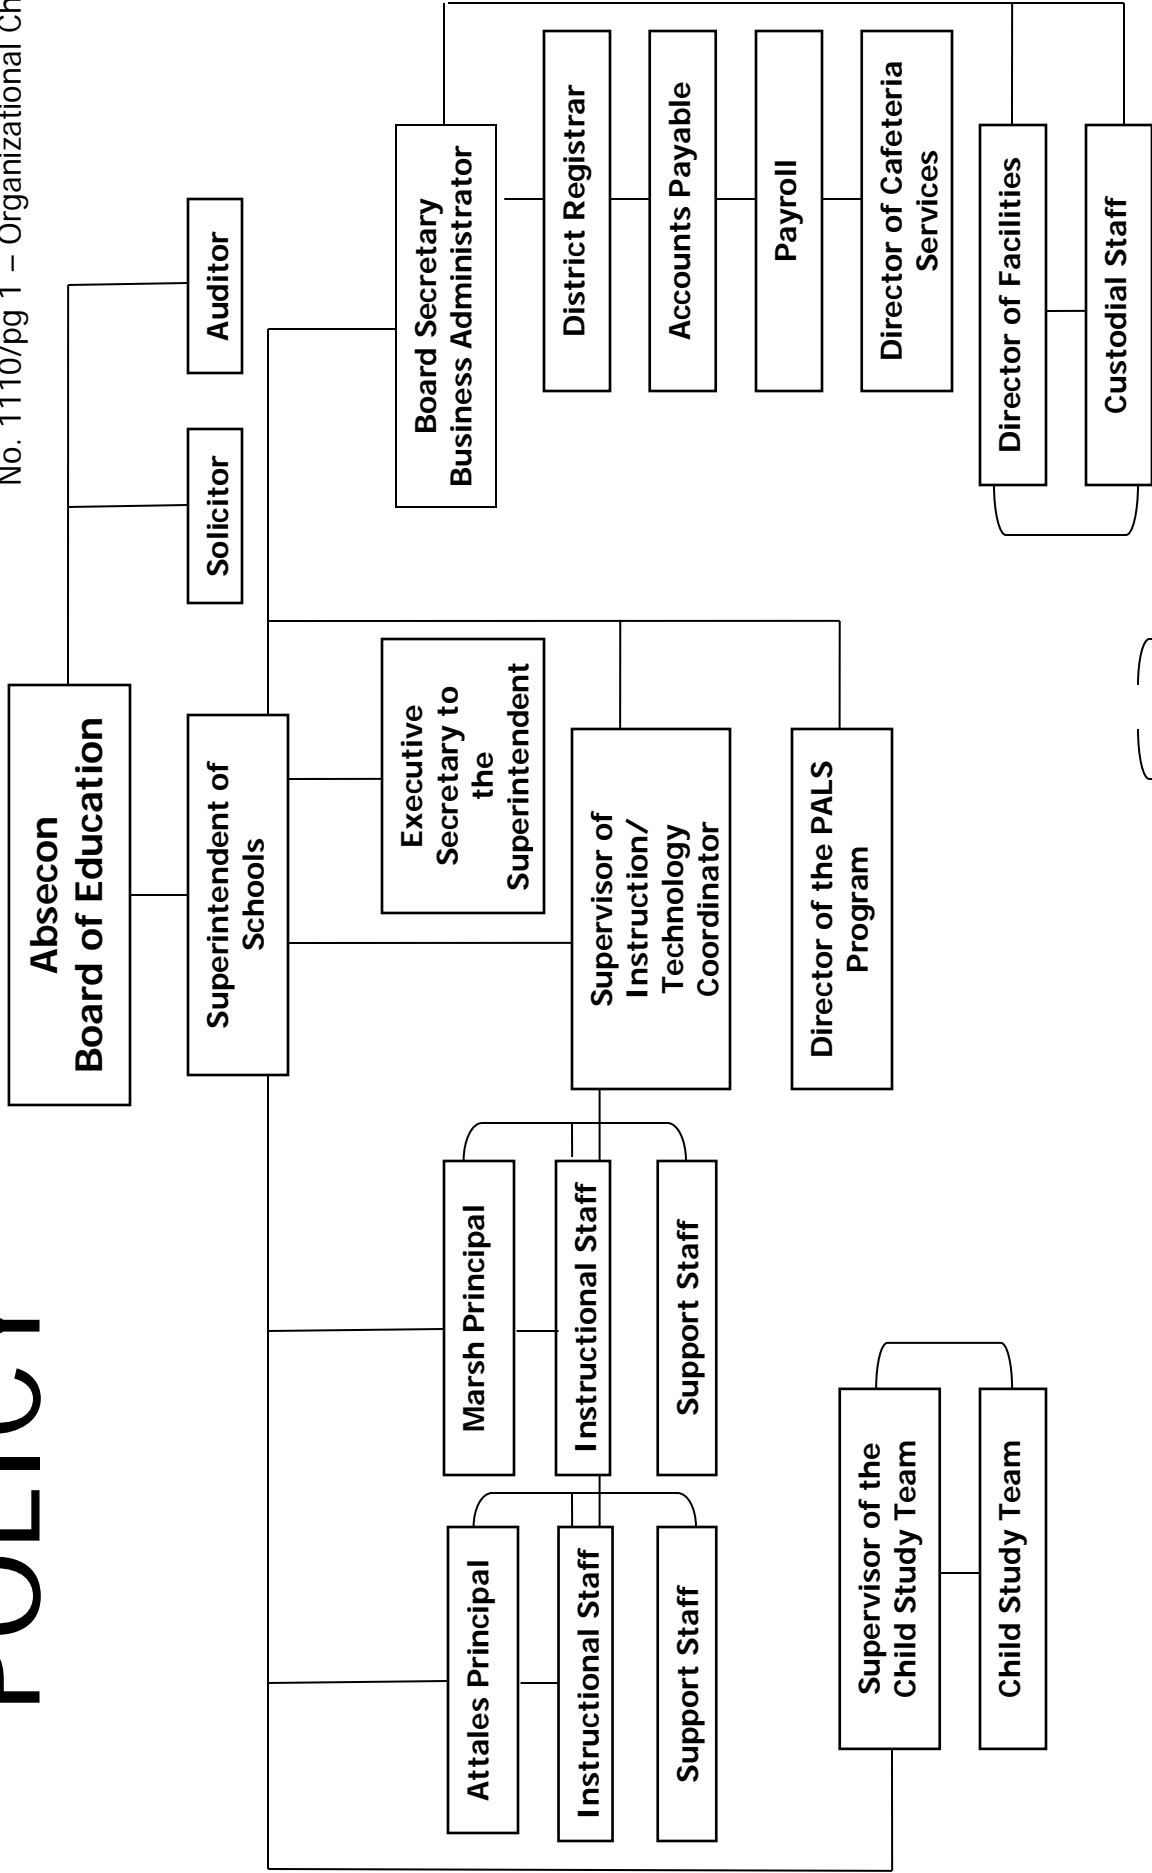 POLICY
No. 1110/pg 1 – Organizational Ch
Absecon
Board of Education
Solicitor
Auditor
Superintendent of
Schools
Executive
Secretary to
the
Superintendent
Board Secretary
Business Administrator
Attales Principal
Marsh Principal
Instructional Staff
Instructional Staff
Support Staff
Support Staff
Supervisor of
Instruction/
Technology
Coordinator
District Registrar
Accounts Payable
Payroll
Director of Cafeteria
Services
Director of the PALS
Program
Supervisor of the
Child Study Team
Child Study Team
Director of Facilities
Custodial Staff